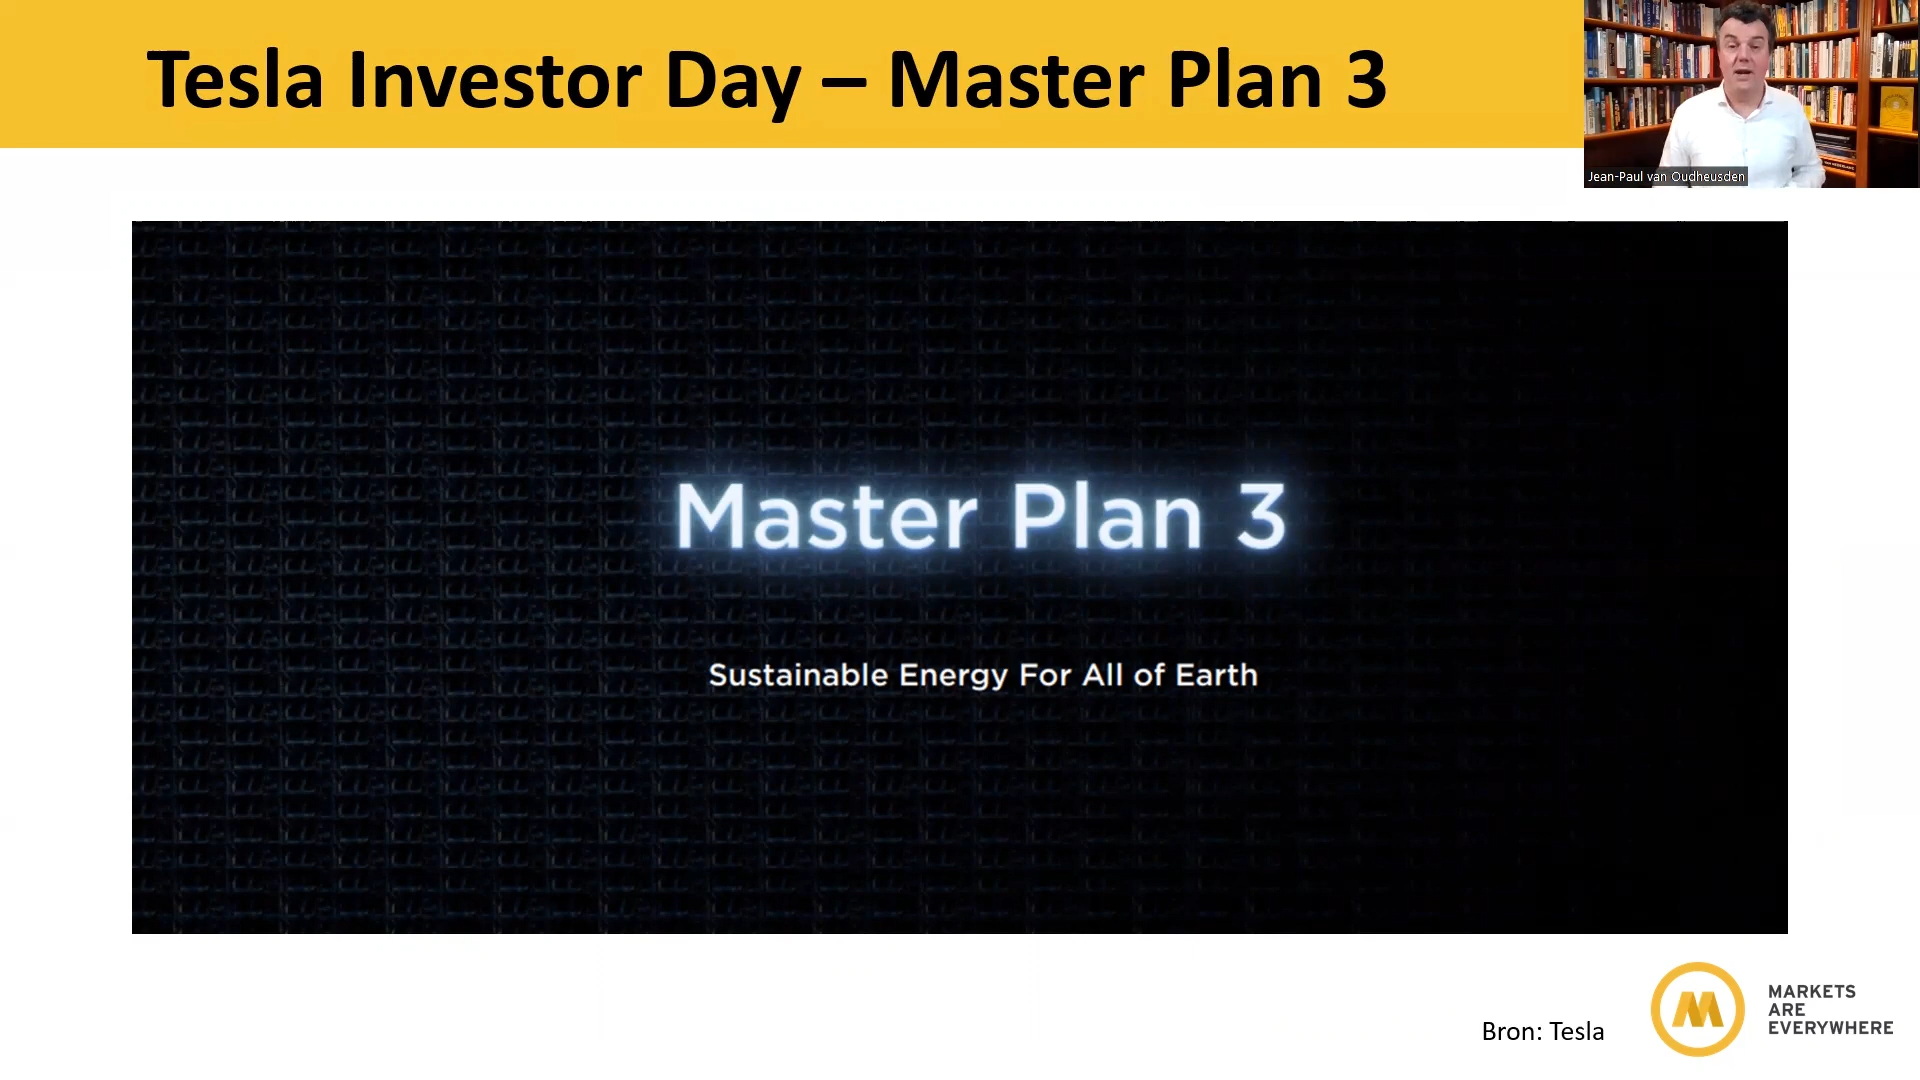 Tesla Investor Day – Master Plan 3
Jean-Paul van Oudheusden
Master Plan 3
Sustainable Energy For All of Earth
Bron: Tesla
MARKETS
ARE
EVERYWHERE